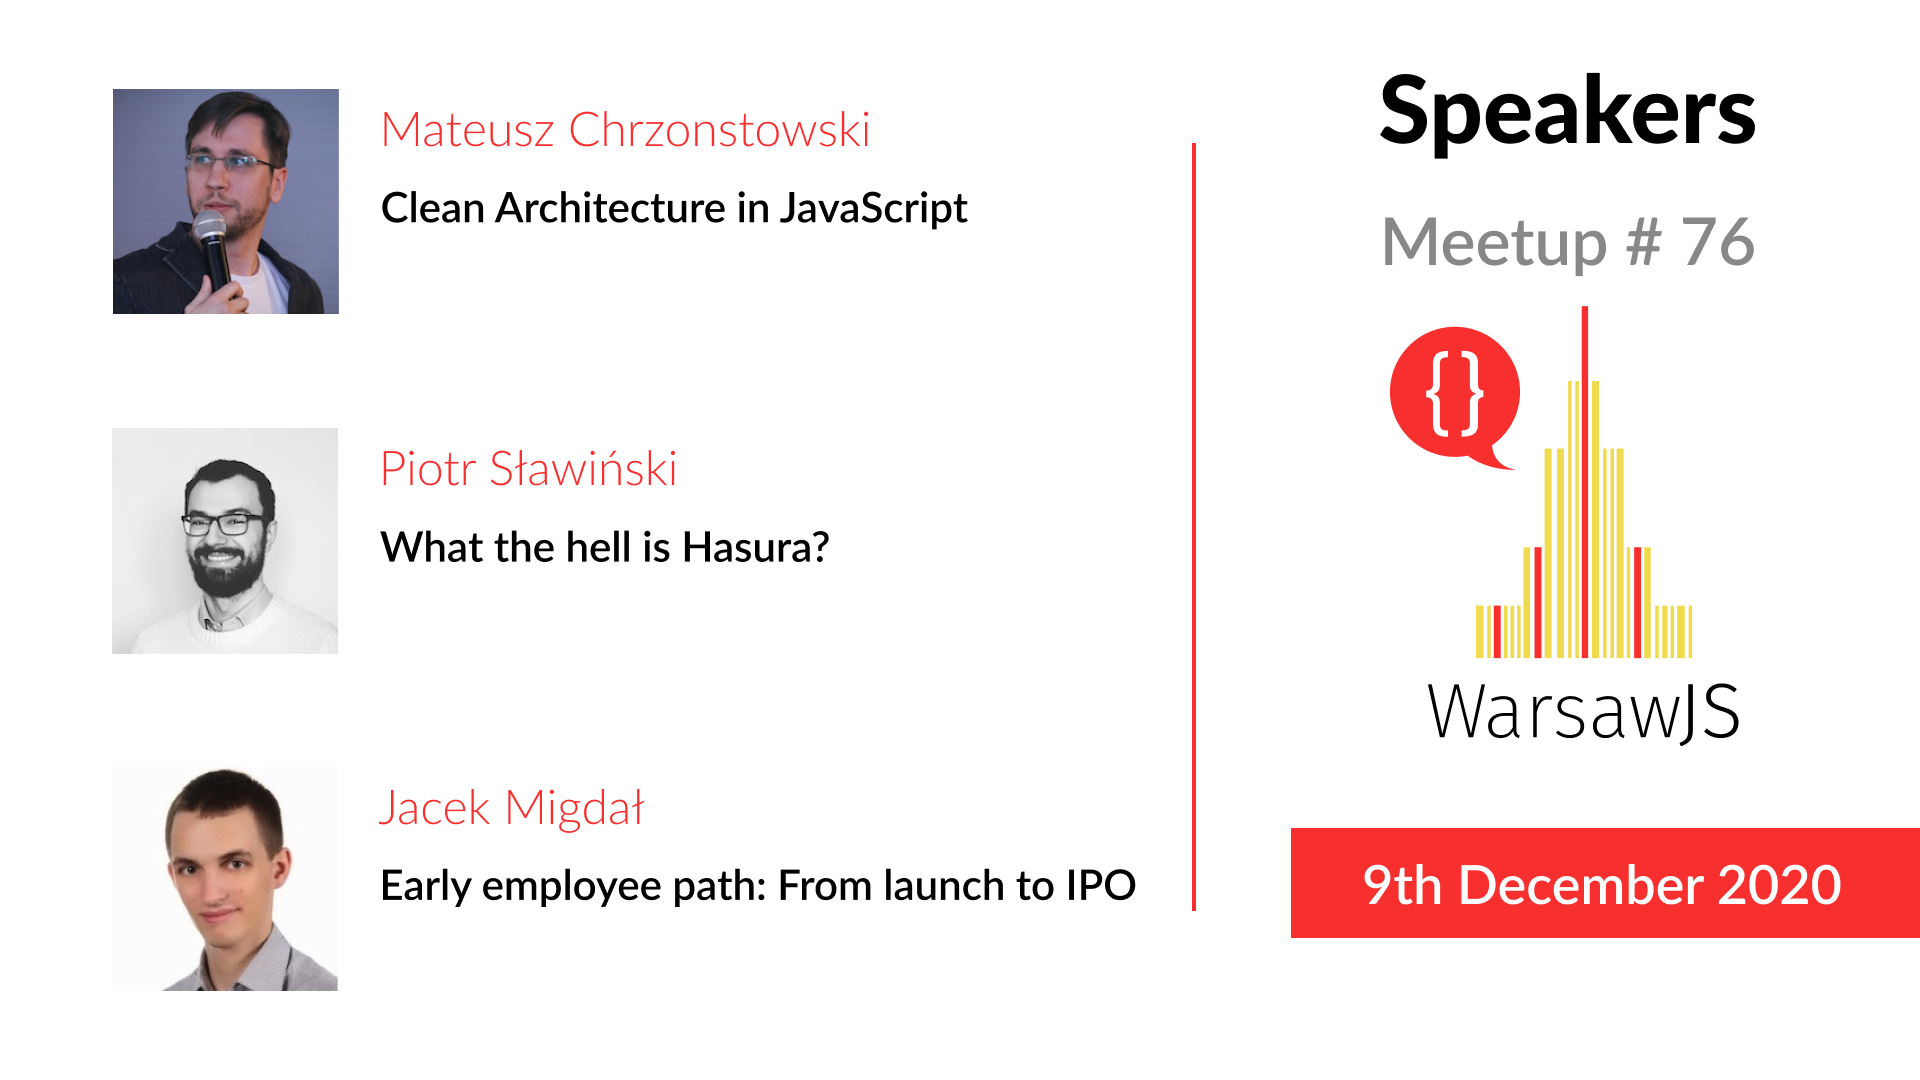 Mateusz Chrzonstowski
Clean Architecture in JavaScript
Piotr Sławiński
What the hell is Hasura?
Jacek Migdał
Early employee path: From launch to IPO
Speakers
Meetup # 76
{}
WarsawJS
9th December 2020